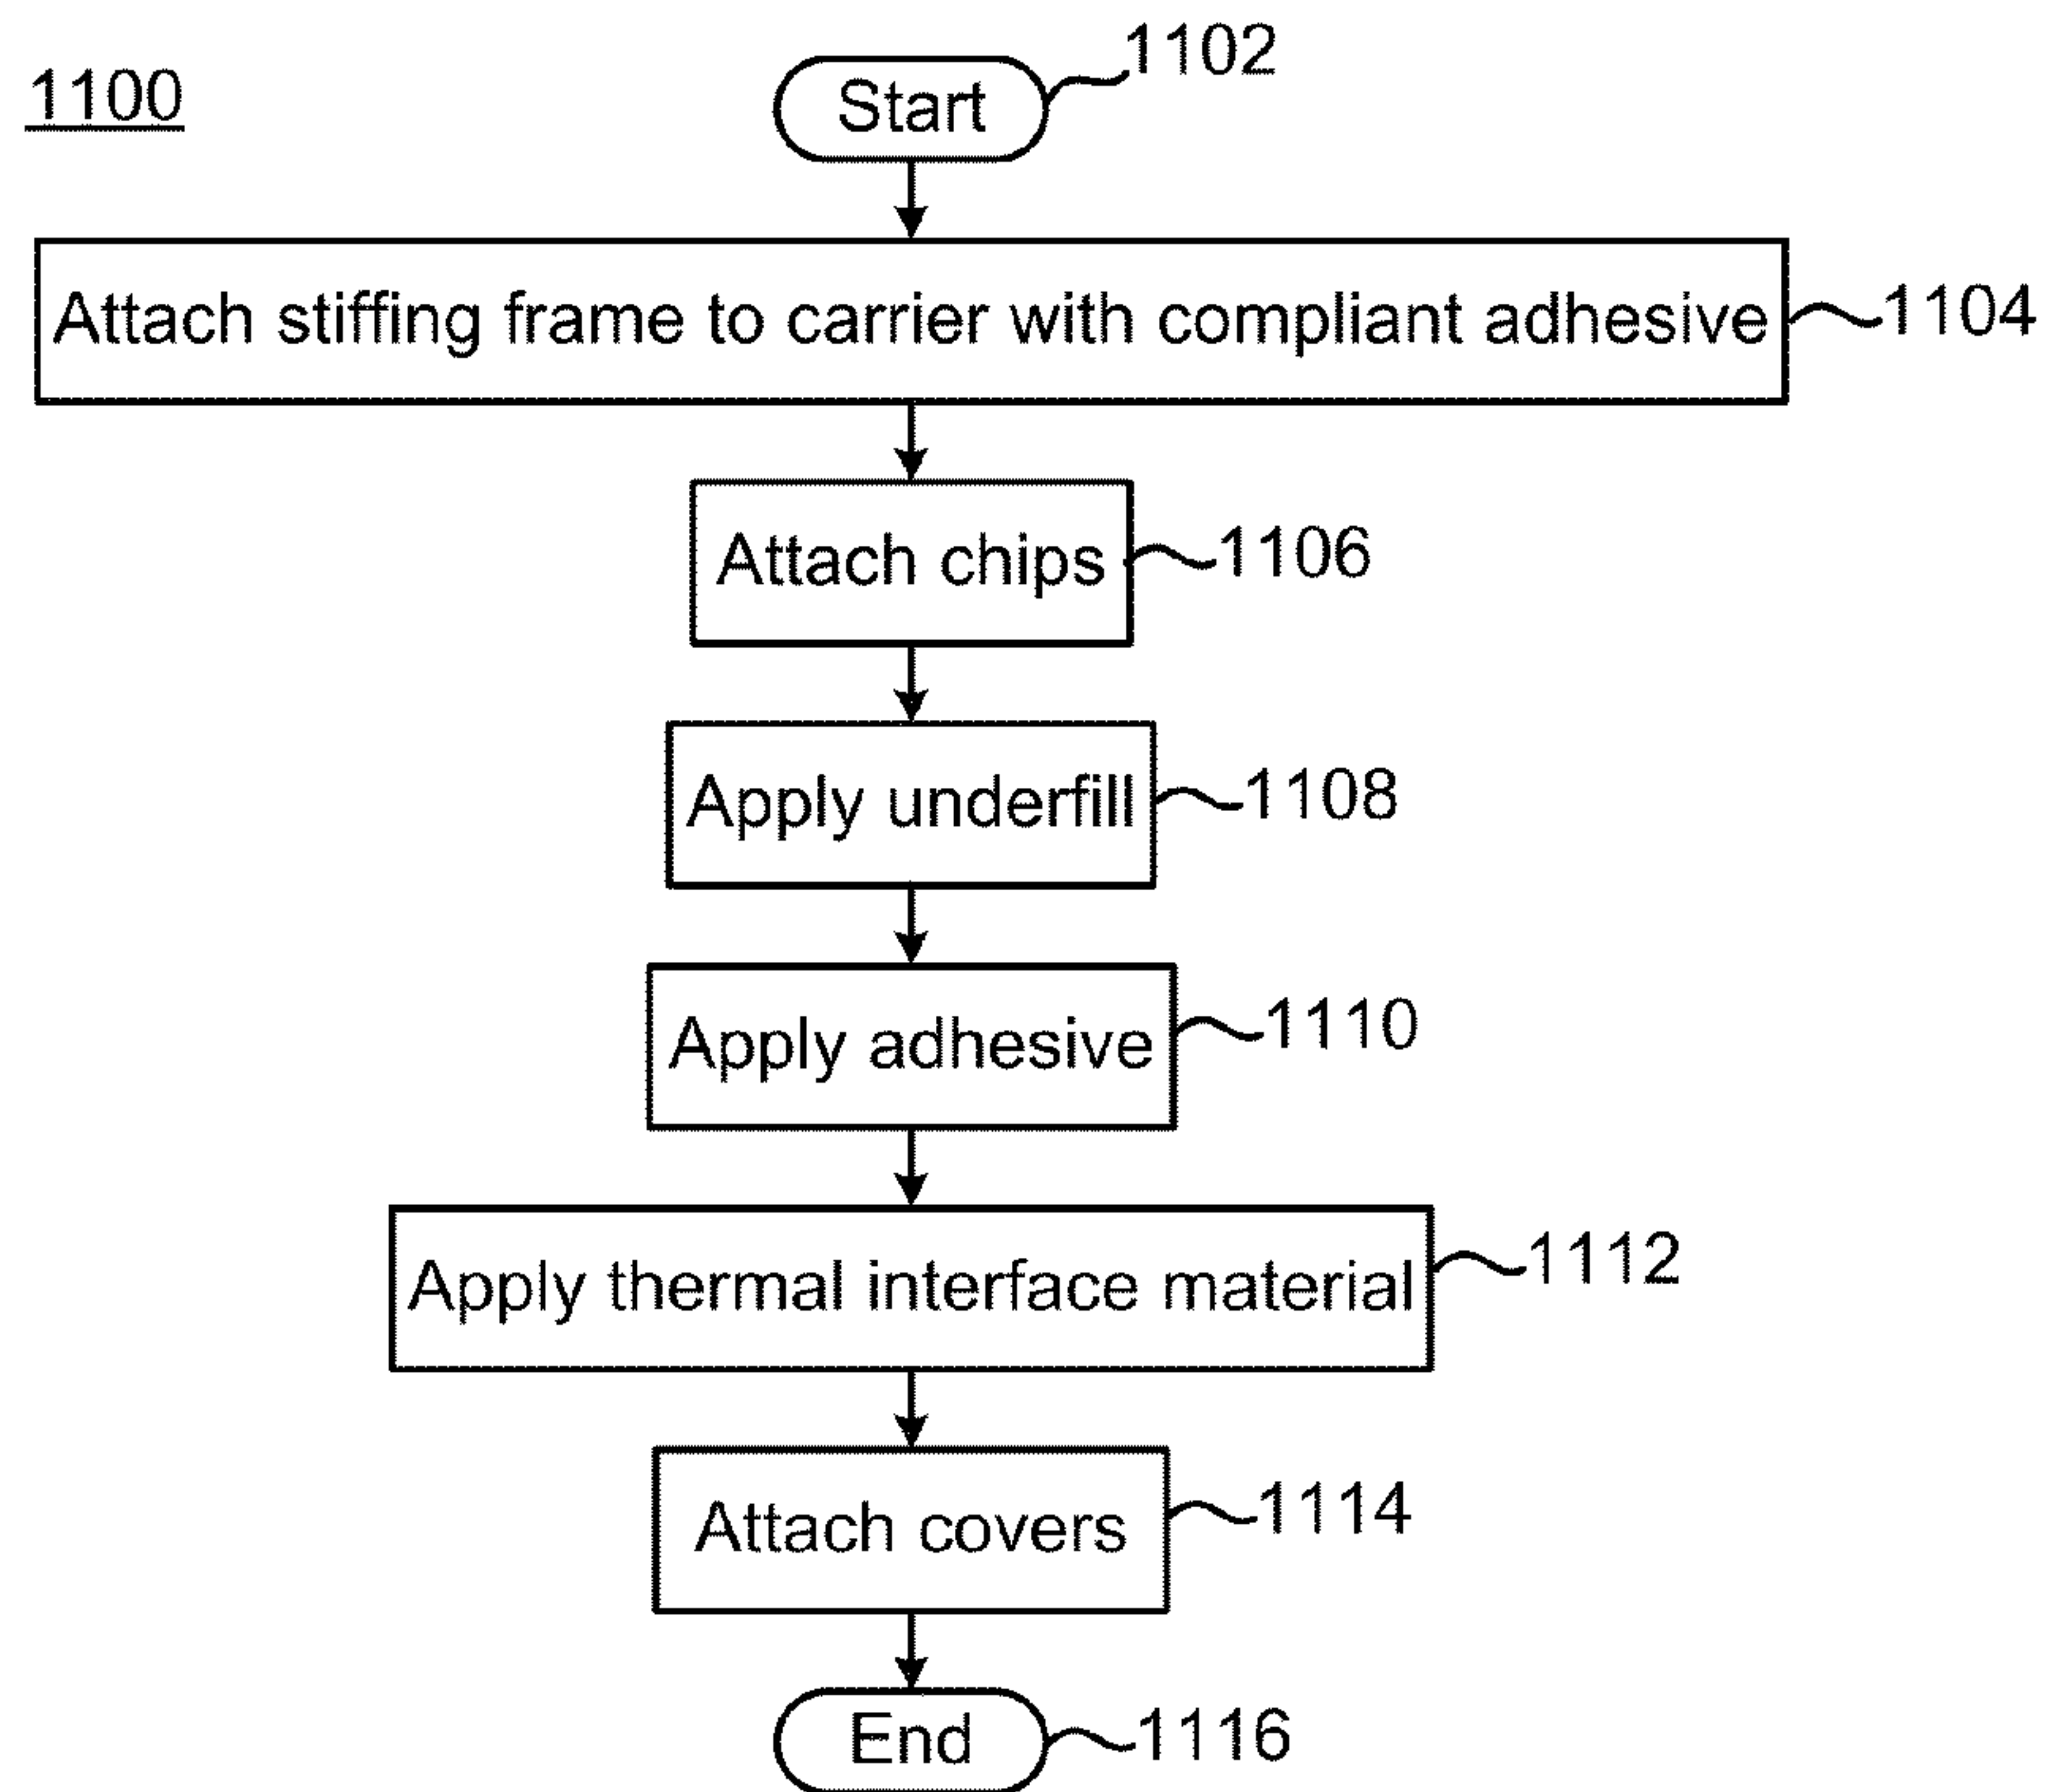 1100
Start
1102
Attach stiffing frame to carrier with compliant adhesive
1104
Attach chips
1106
Apply underfill
1108
Apply adhesive
1110
Apply thermal interface material
1112
Attach covers
1114
End
1116